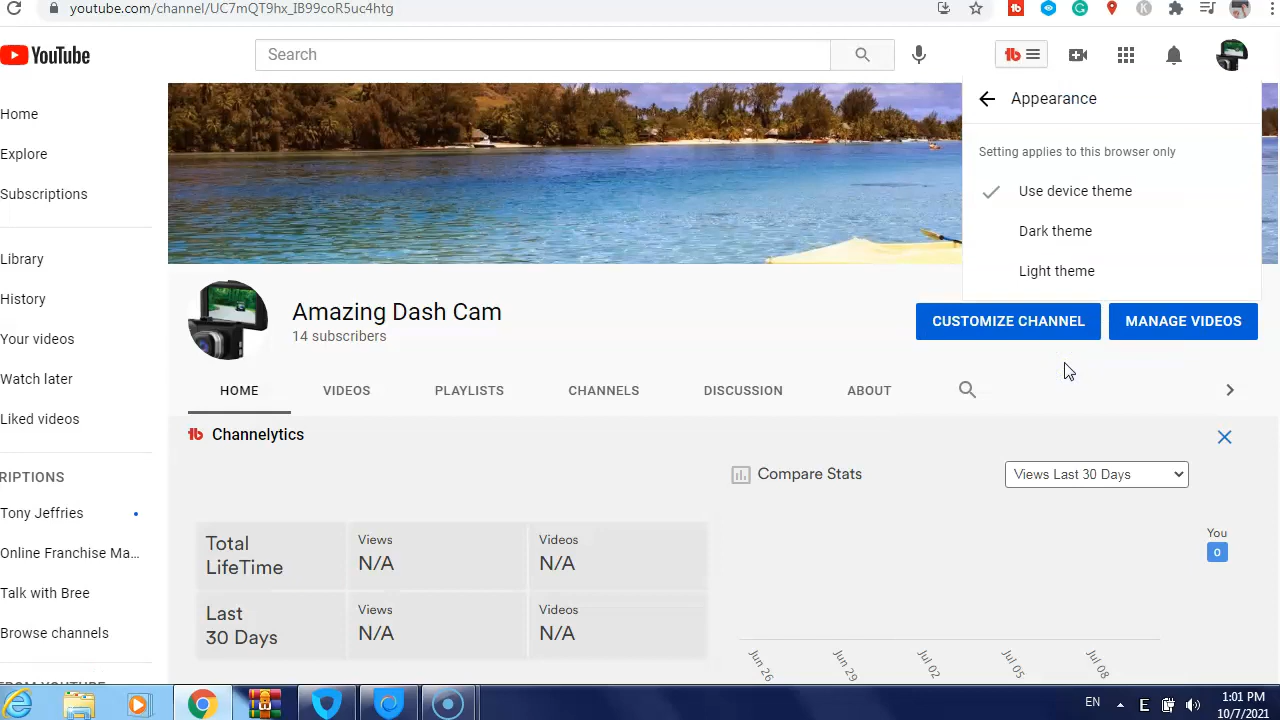 youtube.com/channel/UC7mQT9hx_IB99coR5uc4htg
YouTube
Search
Home
Explore
Subscriptions
Library
History
Your videos
Watch later
Liked videos
RIPTIONS
Tony Jeffries
Online Franchise Ma...
Talk with Bree
Browse channels
Appearance
Setting applies to this browser only
Use device theme
Dark theme
Light theme
Amazing Dash Cam
14 subscribers
CUSTOMIZE CHANNEL
MANAGE VIDEOS
HOME VIDEOS PLAYLISTS CHANNELS DISCUSSION ABOUT
Channelytics
Compare Stats
Views Last 30 Days
Total
LifeTime
Views
N/A
Videos
N/A
Last
30 Days
Views
N/A
Videos
N/A
You
0
Jun 26
Jun 29
Jul 02
Jul 05
Jul 08
EN
1:01 PM
10/7/2021